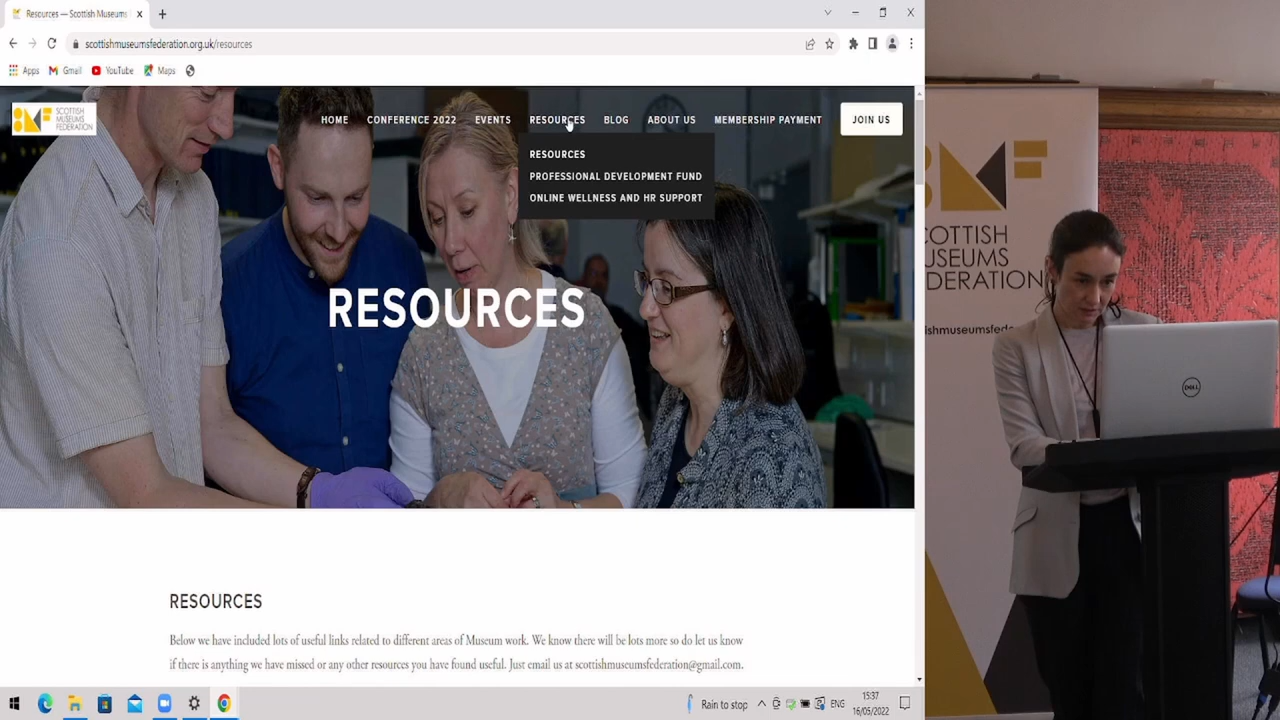 Resources — Scottish Museums
scottishmuseumsfederation.org.uk/resources
Apps Gmail YouTube Maps
SCOTTISH
MUSEUMS
FEDERATION
HOME CONFERENCE 2022 EVENTS RESOURCES BLOG ABOUT US MEMBERSHIP PAYMENT JOIN US
RESOURCES
PROFESSIONAL DEVELOPMENT FUND
ONLINE WELLNESS AND HR SUPPORT
RESOURCES
RESOURCES
Below we have included lots of useful links related to different areas of Museum work. We know there will be lots more so do let us know
if there is anything we have missed or any other resources you have found useful. Just email us at scottishmuseumsfederation@gmail.com.
Rain to stop ENG 15:37
16/05/2022
COTTISH
USEUMS
EDERATION
ishmuseumsfede
DELL